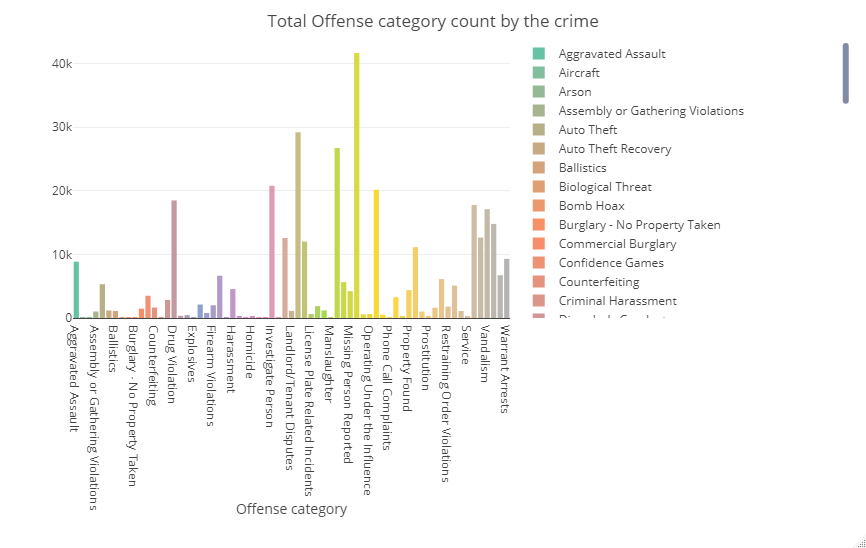 Total Offense category count by the crime
40k
30k
20k
10k
0
Aggravated Assault
Assembly or Gathering Violations
Ballistics
Burglary - No Property Taken
Counterfeiting
Drug Violation
Explosives
Firearm Violations
Harassment
Homicide
Investigate Person
Landlord/Tenant Disputes
License Plate Related Incidents
Manslaughter
Missing Person Reported
Operating Under the Influence
Phone Call Complaints
Property Found
Prostitution
Restraining Order Violations
Service
Vandalism
Warrant Arrests
Offense category
Aggravated Assault
Aircraft
Arson
Assembly or Gathering Violations
Auto Theft
Auto Theft Recovery
Ballistics
Biological Threat
Bomb Hoax
Burglary - No Property Taken
Commercial Burglary
Confidence Games
Counterfeiting
Criminal Harassment